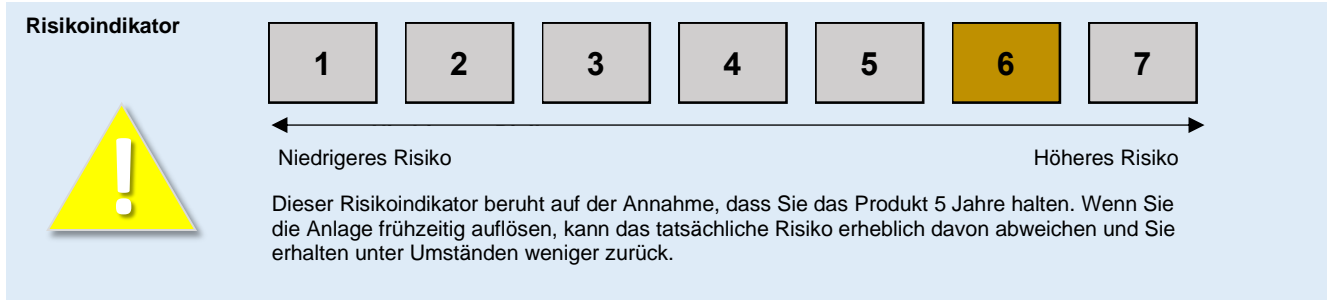 Risikoindikator
1 2 3 4 5 6 7
!
Niedrigeres Risiko Höheres Risiko
Dieser Risikoindikator beruht auf der Annahme, dass Sie das Produkt 5 Jahre halten. Wenn Sie
die Anlage frühzeitig auflösen, kann das tatsächliche Risiko erheblich davon abweichen und Sie
erhalten unter Umständen weniger zurück.